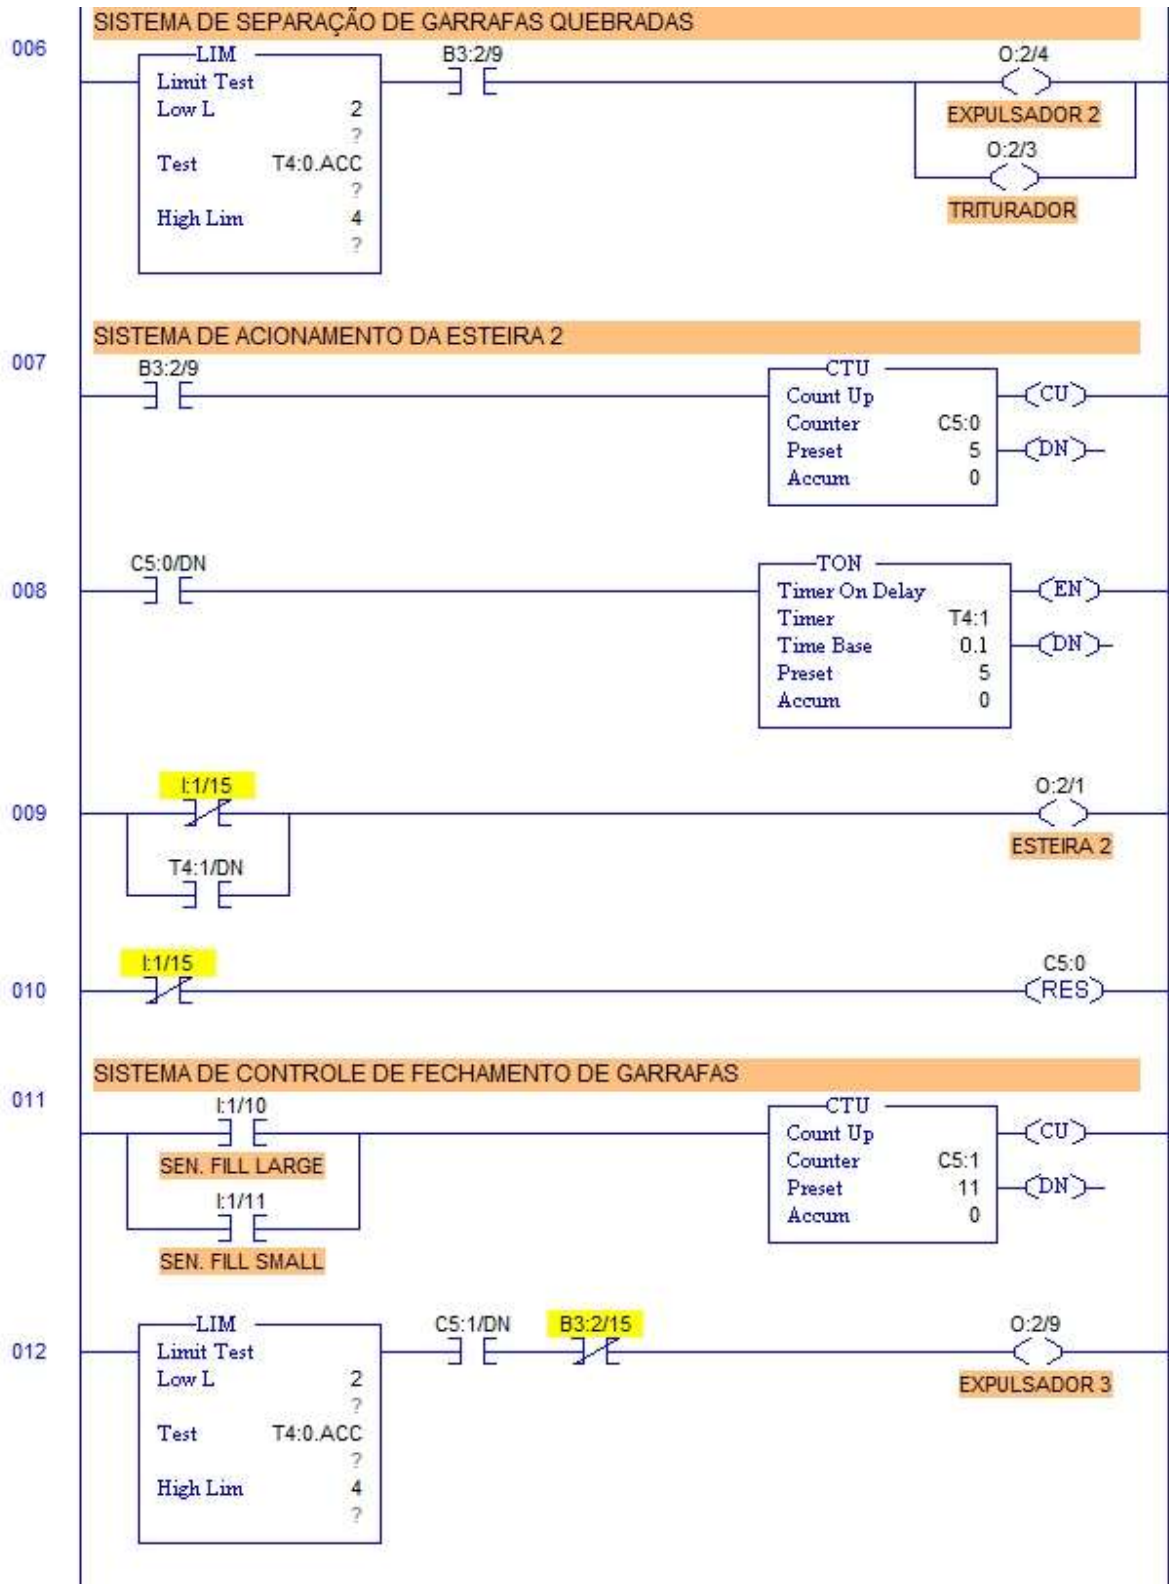 SISTEMA DE SEPARAÇÃO DE GARRAFAS QUEBRADAS
006
LIM
Limit Test
Low L 2
?
Test T4:0.ACC
?
High Lim 4
?
B3:2/9
O:2/4
EXPULSADOR 2
O:2/3
TRITURADOR
SISTEMA DE ACIONAMENTO DA ESTEIRA 2
007
B3:2/9
CTU
Count Up
Counter C5:0
Preset 5
Accum 0
CU
DN
008
C5:0/DN
TON
Timer On Delay
Timer T4:1
Time Base 0.1
Preset 5
Accum 0
EN
DN
009
I:1/15
T4:1/DN
O:2/1
ESTEIRA 2
010
I:1/15
C5:0
RES
SISTEMA DE CONTROLE DE FECHAMENTO DE GARRAFAS
011
I:1/10
SEN. FILL LARGE
I:1/11
SEN. FILL SMALL
CTU
Count Up
Counter C5:1
Preset 11
Accum 0
CU
DN
012
LIM
Limit Test
Low L 2
?
Test T4:0.ACC
?
High Lim 4
?
C5:1/DN
B3:2/15
O:2/9
EXPULSADOR 3